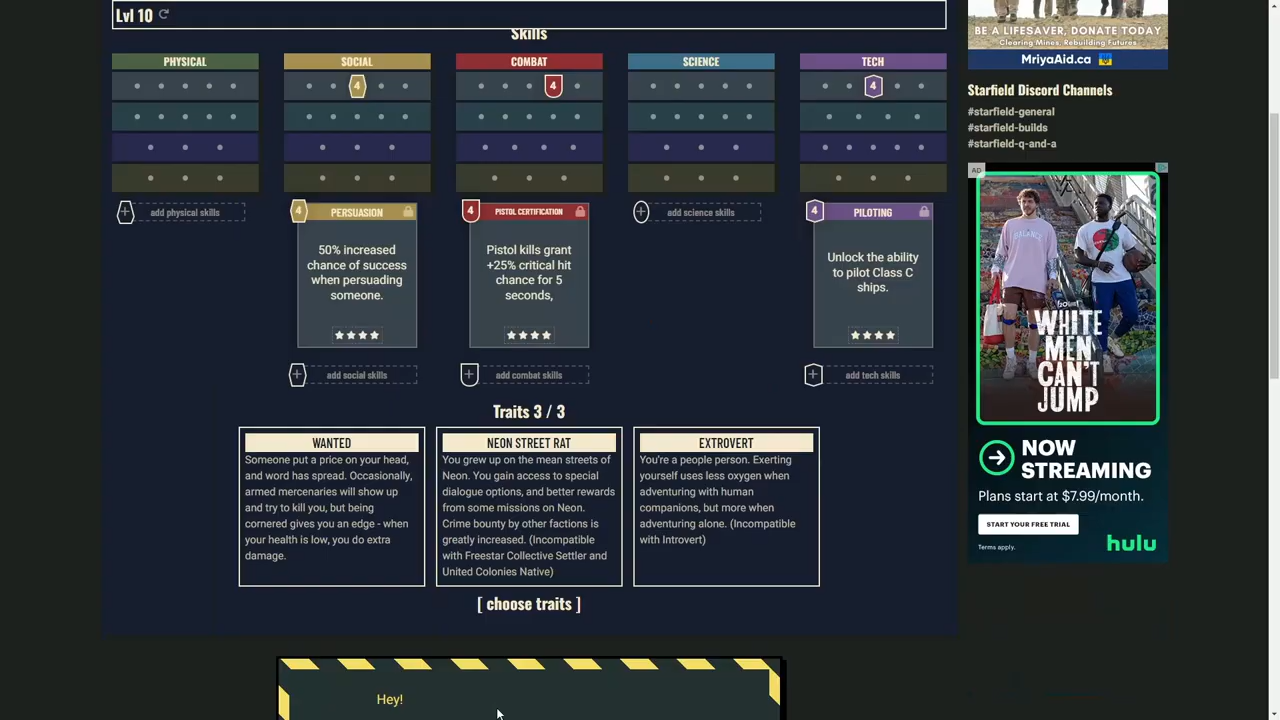 Lvl 10
Skills
PHYSICAL
SOCIAL
COMBAT
SCIENCE
TECH
4
4
4
add physical skills
4
PERSUASION
50% increased
chance of success
when persuading
someone.
add social skills
4
PISTOL CERTIFICATION
Pistol kills grant
+25% critical hit
chance for 5
seconds,
add combat skills
add science skills
4
PILOTING
Unlock the ability
to pilot Class C
ships.
add tech skills
Traits 3 / 3
WANTED
Someone put a price on your head,
and word has spread. Occasionally,
armed mercenaries will show up
and try to kill you, but being
cornered gives you an edge - when
your health is low, you do extra
damage.
NEON STREET RAT
You grew up on the mean streets of
Neon. You gain access to special
dialogue options, and better rewards
from some missions on Neon.
Crime bounty by other factions is
greatly increased. (Incompatible
with Freestar Collective Settler and
United Colonies Native)
EXTROVERT
You're a people person. Exerting
yourself uses less oxygen when
adventuring with human
companions, but more when
adventuring alone. (Incompatible
with Introvert)
[ choose traits ]
Hey!
BE A LIFESAVER, DONATE TODAY
Clearing Mines. Rebuilding Futures.
MriyaAid.ca
Starfield Discord Channels
#starfield-general
#starfield-builds
#starfield-q-and-a
AD
WHITE
MEN
CAN'T
JUMP
NOW
STREAMING
Plans start at $7.99/month.
START YOUR FREE TRIAL
Terms apply.
hulu